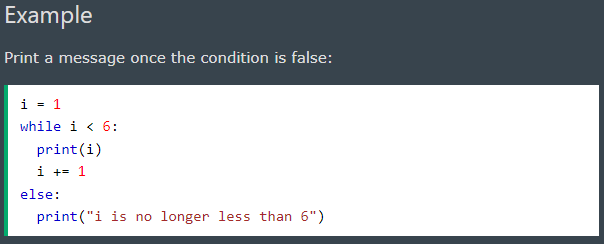 Example
Print a message once the condition is false:
i = 1
while i < 6:
  print(i)
  i += 1
else:
  print("i is no longer less than 6")